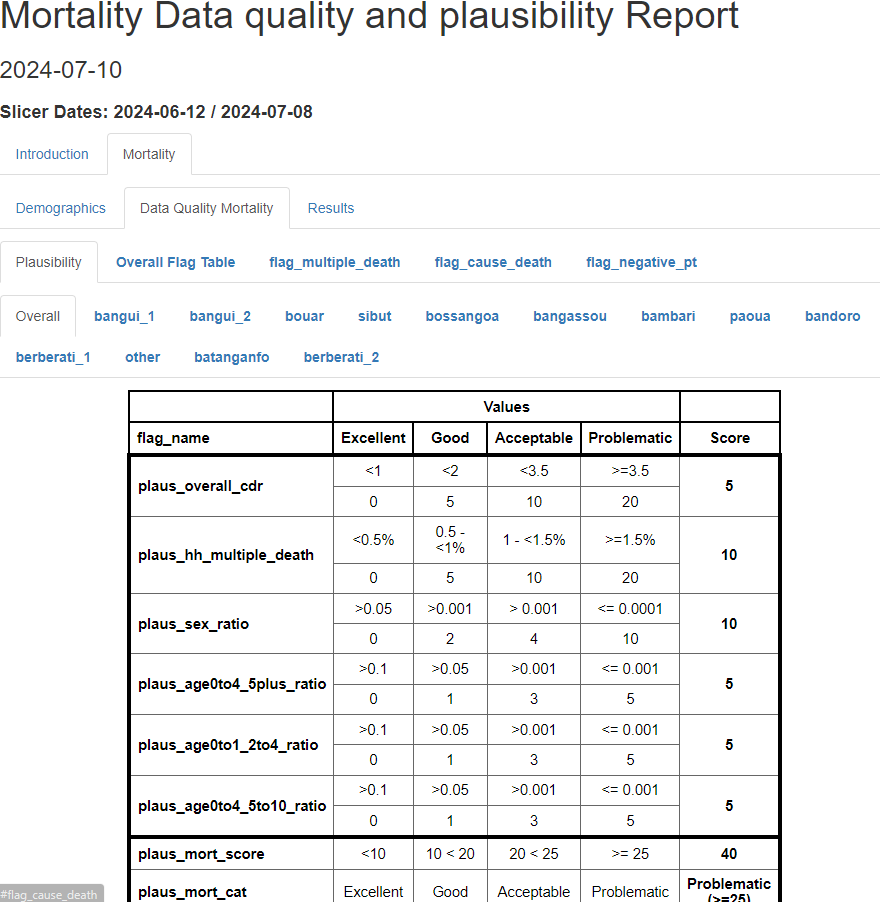 Mortality Data quality and plausibility Report
2024-07-10
Slicer Dates: 2024-06-12 / 2024-07-08
Introduction Mortality
Demographics Data Quality Mortality Results
Plausibility Overall Flag Table flag_multiple_death flag_cause_death flag_negative_pt
Overall bangui_1 bangui_2 bouar sibut bossangoa bangassou bambari paoua bandoro
berberati_1 other batanganfo berberati_2
Values
flag_name Excellent Good Acceptable Problematic Score
<1 <2 <3.5 >=3.5
plaus_overall_cdr 5
0 5 10 20
<0.5% 0.5 - <1% 1 - <1.5% >=1.5%
plaus_hh_multiple_death 10
0 5 10 20
>0.05 >0.001 > 0.001 <= 0.0001
plaus_sex_ratio 10
0 2 4 10
>0.1 >0.05 >0.001 <= 0.001
plaus_age0to4_5plus_ratio 5
0 1 3 5
>0.1 >0.05 >0.001 <= 0.001
plaus_age0to1_2to4_ratio 5
0 1 3 5
>0.1 >0.05 >0.001 <= 0.001
plaus_age0to4_5to10_ratio 5
0 1 3 5
plaus_mort_score <10 10 < 20 20 < 25 >= 25 40
plaus_mort_cat Excellent Good Acceptable Problematic Problematic (>=25)
#flag_cause_death